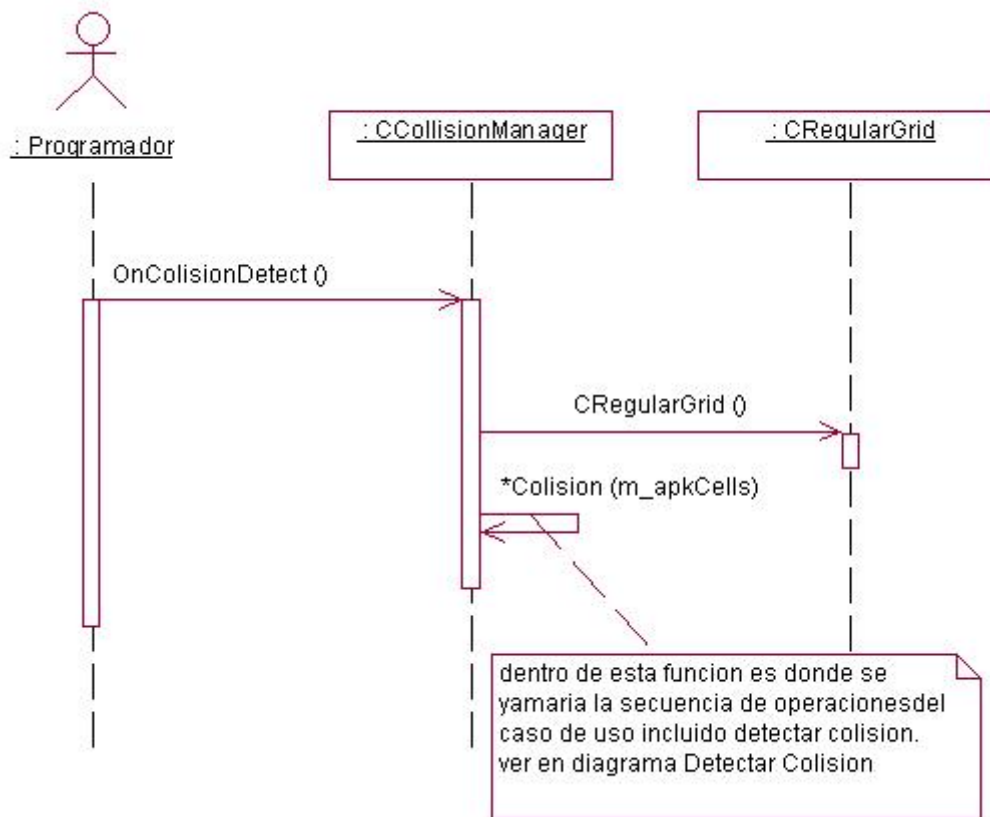 : Programador
: CCollisionManager
: CRegularGrid
OnColisionDetect ()
CRegularGrid ()
*Colision (m_apkCells)
dentro de esta funcion es donde se
yamaria la secuencia de operacionesdel
caso de uso incluido detectar colision.
ver en diagrama Detectar Colision